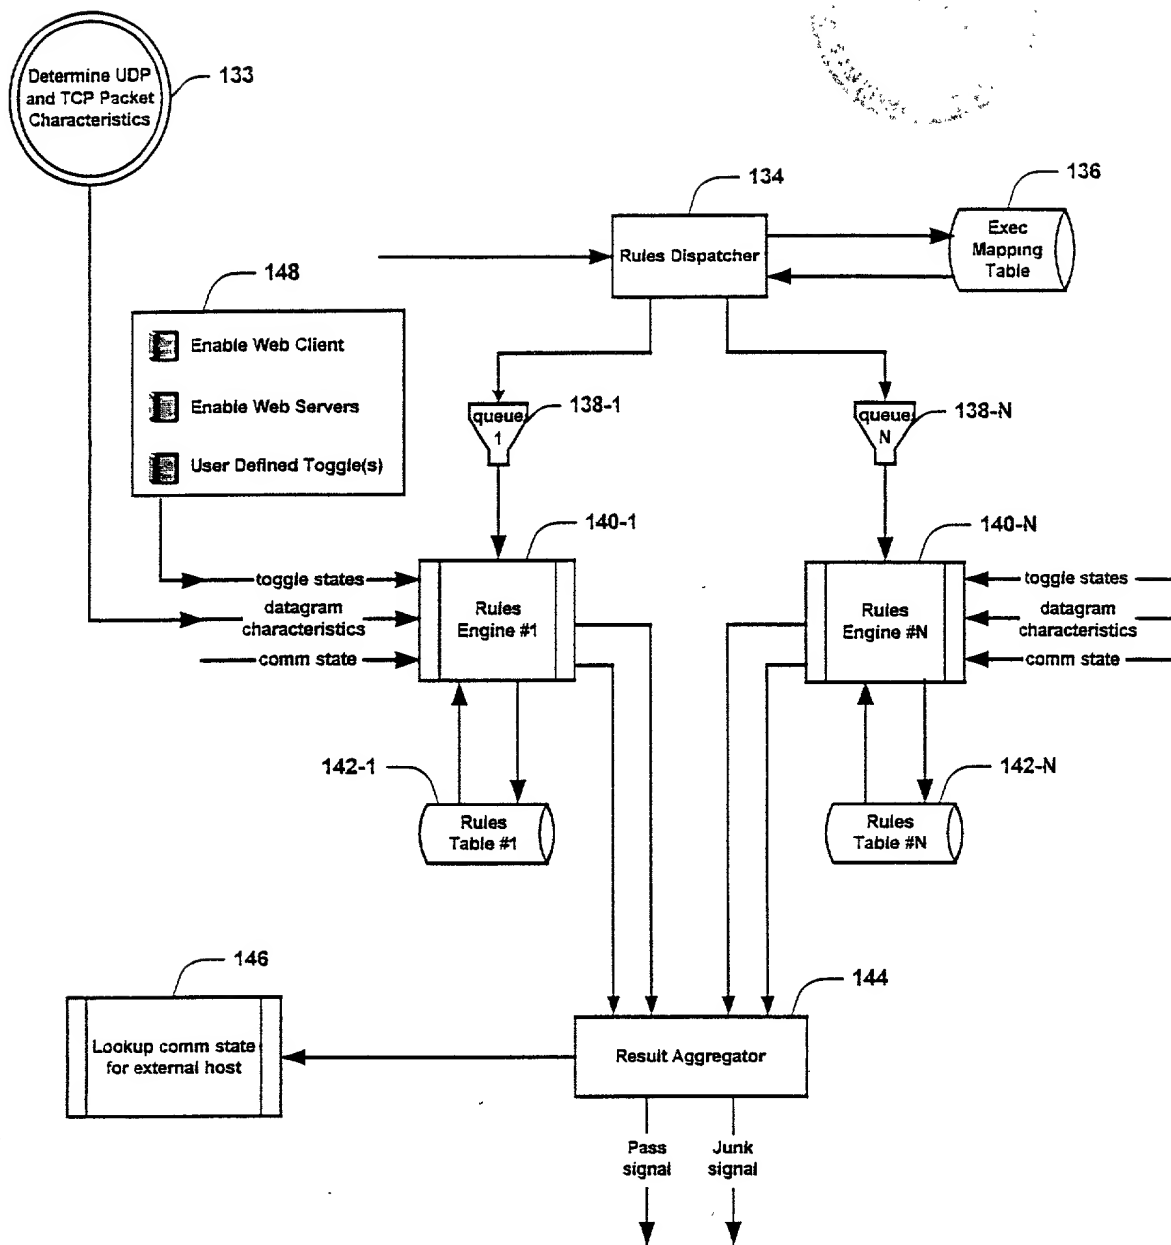 Determine UDP
and TCP Packet
Characteristics
133
134
136
Rules Dispatcher
Exec
Mapping
Table
148
Enable Web Client
Enable Web Servers
User Defined Toggle(s)
queue
1
138-1
queue
N
138-N
140-1
140-N
toggle states
datagram
characteristics
comm state
Rules
Engine #1
Rules
Engine #N
toggle states
datagram
characteristics
comm state
142-1
142-N
Rules
Table #1
Rules
Table #N
146
144
Lookup comm state
for external host
Result Aggregator
Pass
signal
Junk
signal